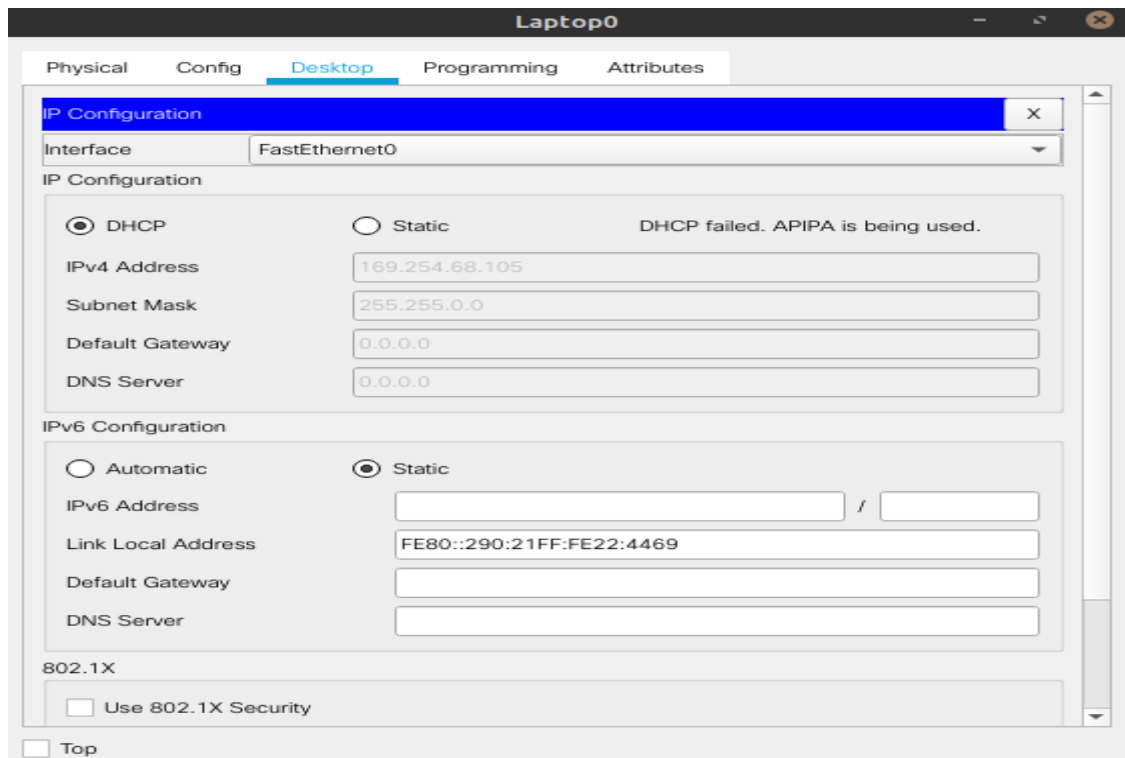 Laptop0
Physical Config Desktop Programming Attributes
IP Configuration X
Interface FastEthernet0
IP Configuration
DHCP Static DHCP failed. APIPA is being used.
IPv4 Address 169.254.68.105
Subnet Mask 255.255.0.0
Default Gateway 0.0.0.0
DNS Server 0.0.0.0
IPv6 Configuration
Automatic Static
IPv6 Address /
Link Local Address FE80::290:21FF:FE22:4469
Default Gateway
DNS Server
802.1X
Use 802.1X Security
Top